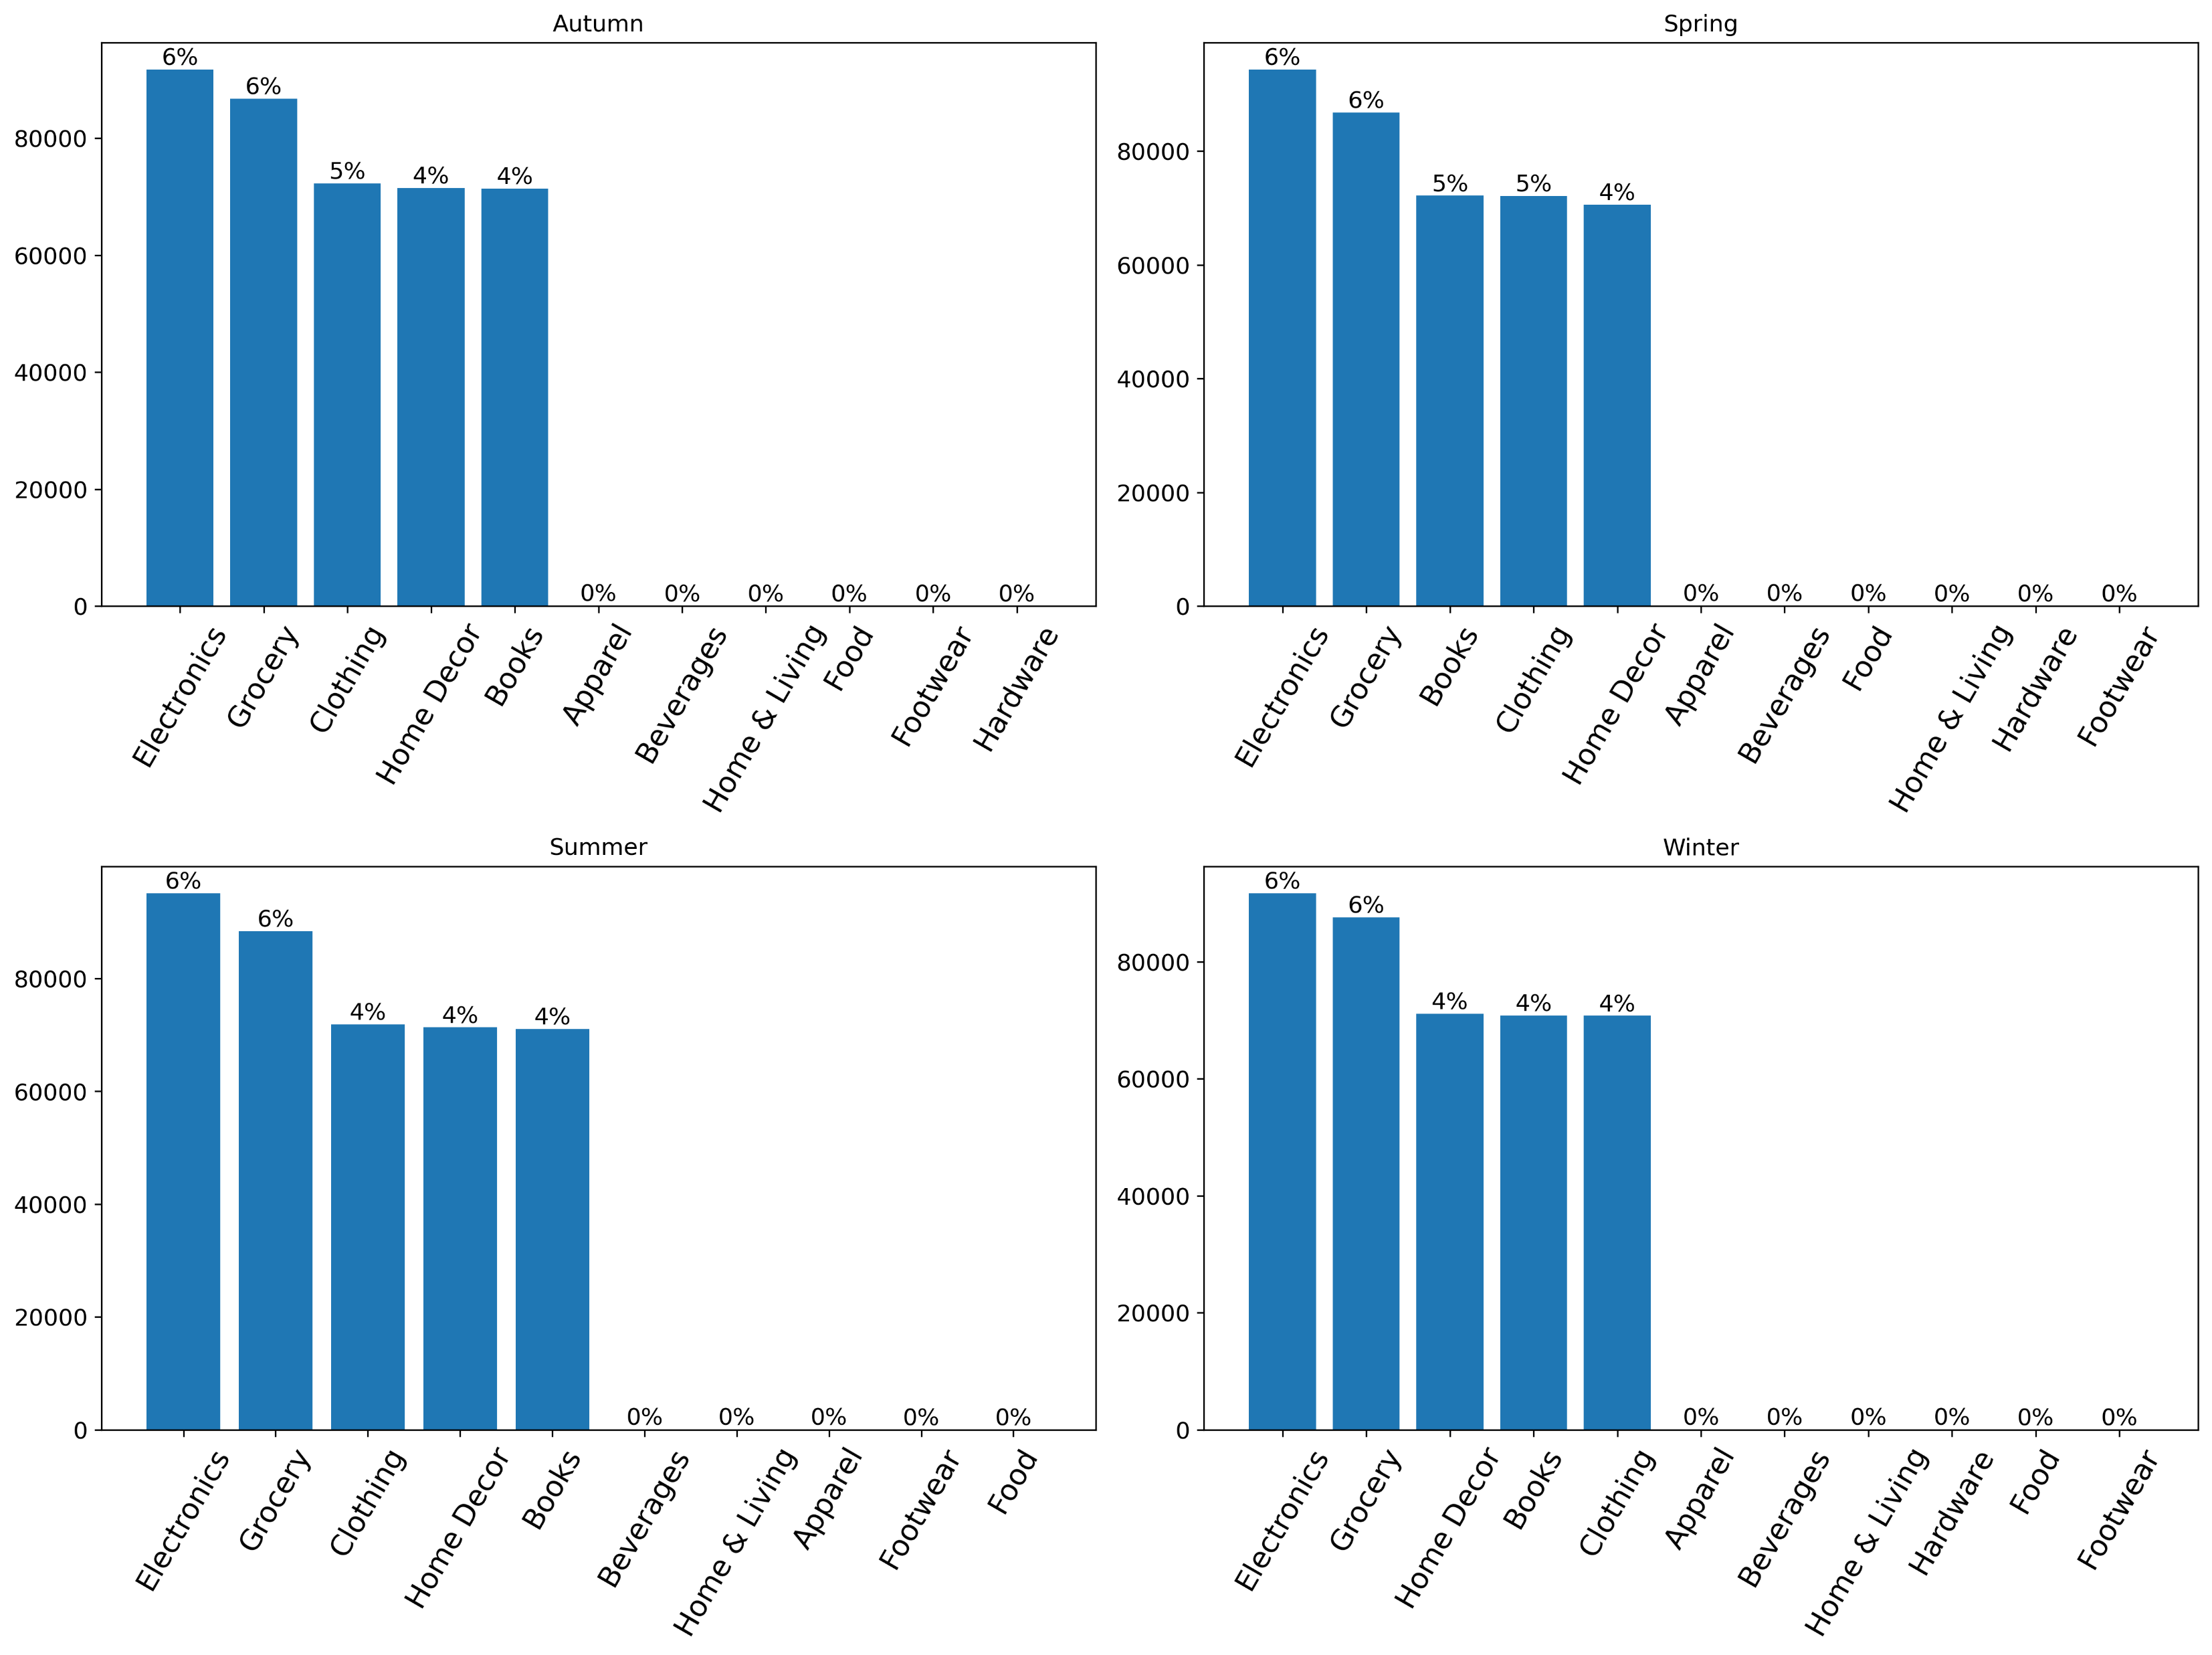 Autumn
6%
6%
5%
4%
4%
0%
0%
0%
0%
0%
0%
80000
60000
40000
20000
0
Electronics
Grocery
Clothing
Home Decor
Books
Apparel
Beverages
Home & Living
Food
Footwear
Hardware
Spring
6%
6%
5%
5%
4%
0%
0%
0%
0%
0%
0%
80000
60000
40000
20000
0
Electronics
Grocery
Books
Clothing
Home Decor
Apparel
Beverages
Food
Home & Living
Hardware
Footwear
Summer
6%
6%
4%
4%
4%
0%
0%
0%
0%
0%
80000
60000
40000
20000
0
Electronics
Grocery
Clothing
Home Decor
Books
Beverages
Home & Living
Apparel
Footwear
Food
Winter
6%
6%
4%
4%
4%
0%
0%
0%
0%
0%
0%
80000
60000
40000
20000
0
Electronics
Grocery
Home Decor
Books
Clothing
Apparel
Beverages
Home & Living
Hardware
Food
Footwear